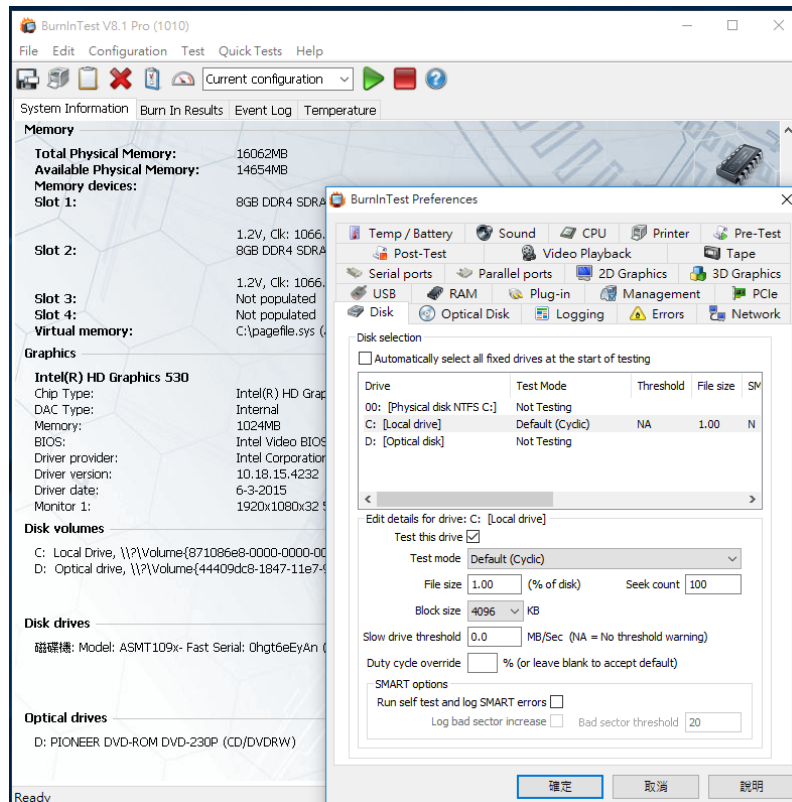 BurnInTest V8.1 Pro (1010)
File Edit Configuration Test Quick Tests Help
Current configuration
System Information Burn In Results Event Log Temperature
Memory
Total Physical Memory: 16062MB
Available Physical Memory: 14654MB
Memory devices:
Slot 1: 8GB DDR4 SDRA
1.2V, Clk: 1066.
Slot 2: 8GB DDR4 SDRA
1.2V, Clk: 1066.
Slot 3: Not populated
Slot 4: Not populated
Virtual memory: C:\pagefile.sys (
Graphics
Intel(R) HD Graphics 530
Chip Type: Intel(R) HD Grap
DAC Type: Internal
Memory: 1024MB
BIOS: Intel Video BIOS
Driver provider: Intel Corporation
Driver version: 10.18.15.4232
Driver date: 6-3-2015
Monitor 1: 1920x1080x32
Disk volumes
C: Local Drive, \\?\Volume{871086e8-0000-0000-00
D: Optical drive, \\?\Volume{44409dc8-1847-11e7-9
Disk drives
磁碟機: Model: ASMT109x- Fast Serial: 0hgt6eEyAn (
Optical drives
D: PIONEER DVD-ROM DVD-230P (CD/DVDRW)
Ready
BurnInTest Preferences
Temp / Battery Sound CPU Printer Pre-Test
Post-Test Video Playback Tape
Serial ports Parallel ports 2D Graphics 3D Graphics
USB RAM Plug-in Management PCIe
Disk Optical Disk Logging Errors Network
Disk selection
Automatically select all fixed drives at the start of testing
Drive Test Mode Threshold File size SM
00: [Physical disk NTFS C:] Not Testing
C: [Local drive] Default (Cyclic) NA 1.00 N
D: [Optical disk] Not Testing
Edit details for drive: C: [Local drive]
Test this drive
Test mode Default (Cyclic)
File size 1.00 (% of disk) Seek count 100
Block size 4096 KB
Slow drive threshold 0.0 MB/Sec (NA = No threshold warning)
Duty cycle override % (or leave blank to accept default)
SMART options
Run self test and log SMART errors
Log bad sector increase Bad sector threshold 20
確定 取消 說明